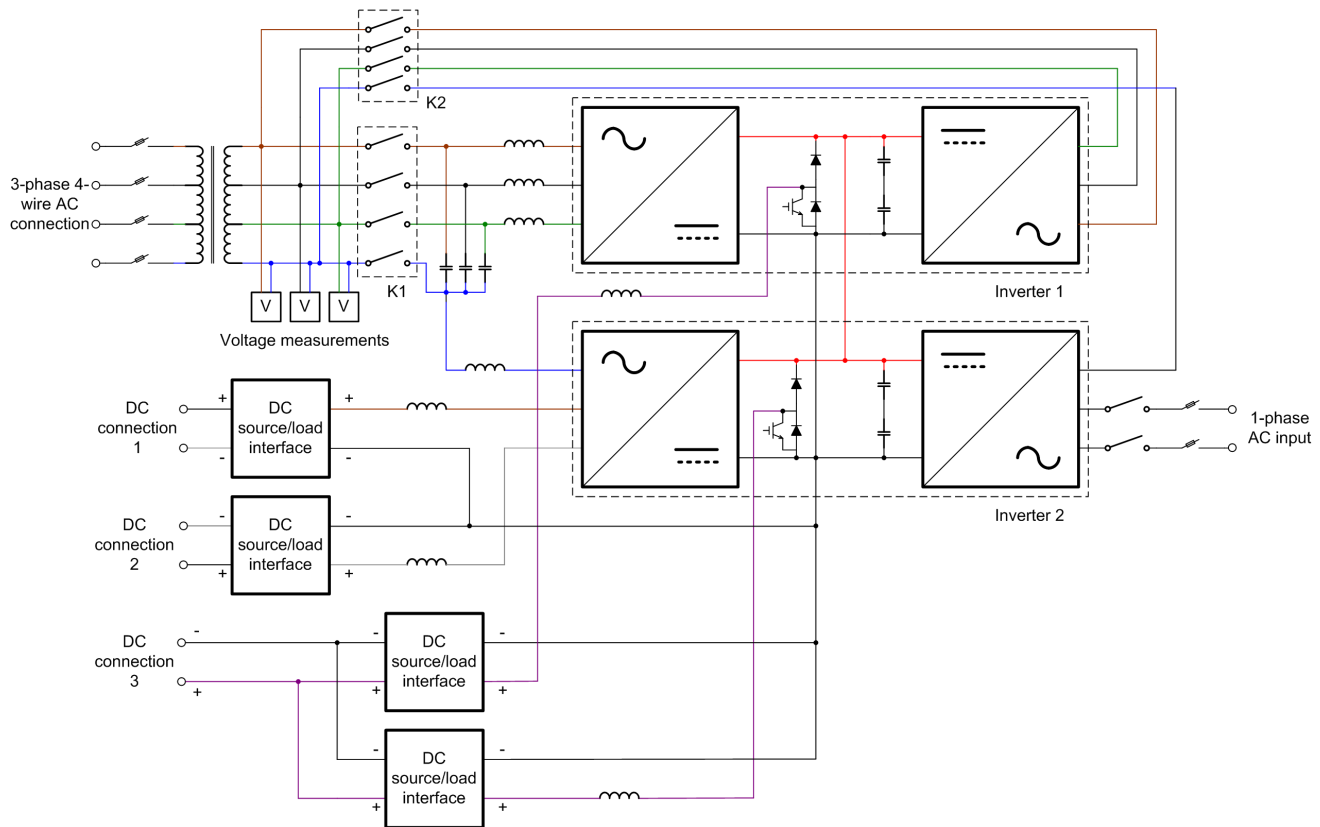 K2
3-phase 4-
wire AC
connection
K1
V
V
V
Voltage measurements
Inverter 1
DC
connection
1
+
-
DC
source/load
interface
+
-
1-phase
AC input
Inverter 2
DC
connection
2
-
+
DC
source/load
interface
-
+
DC
connection
3
-
+
-
+
DC
source/load
interface
-
+
-
+
DC
source/load
interface
-
+